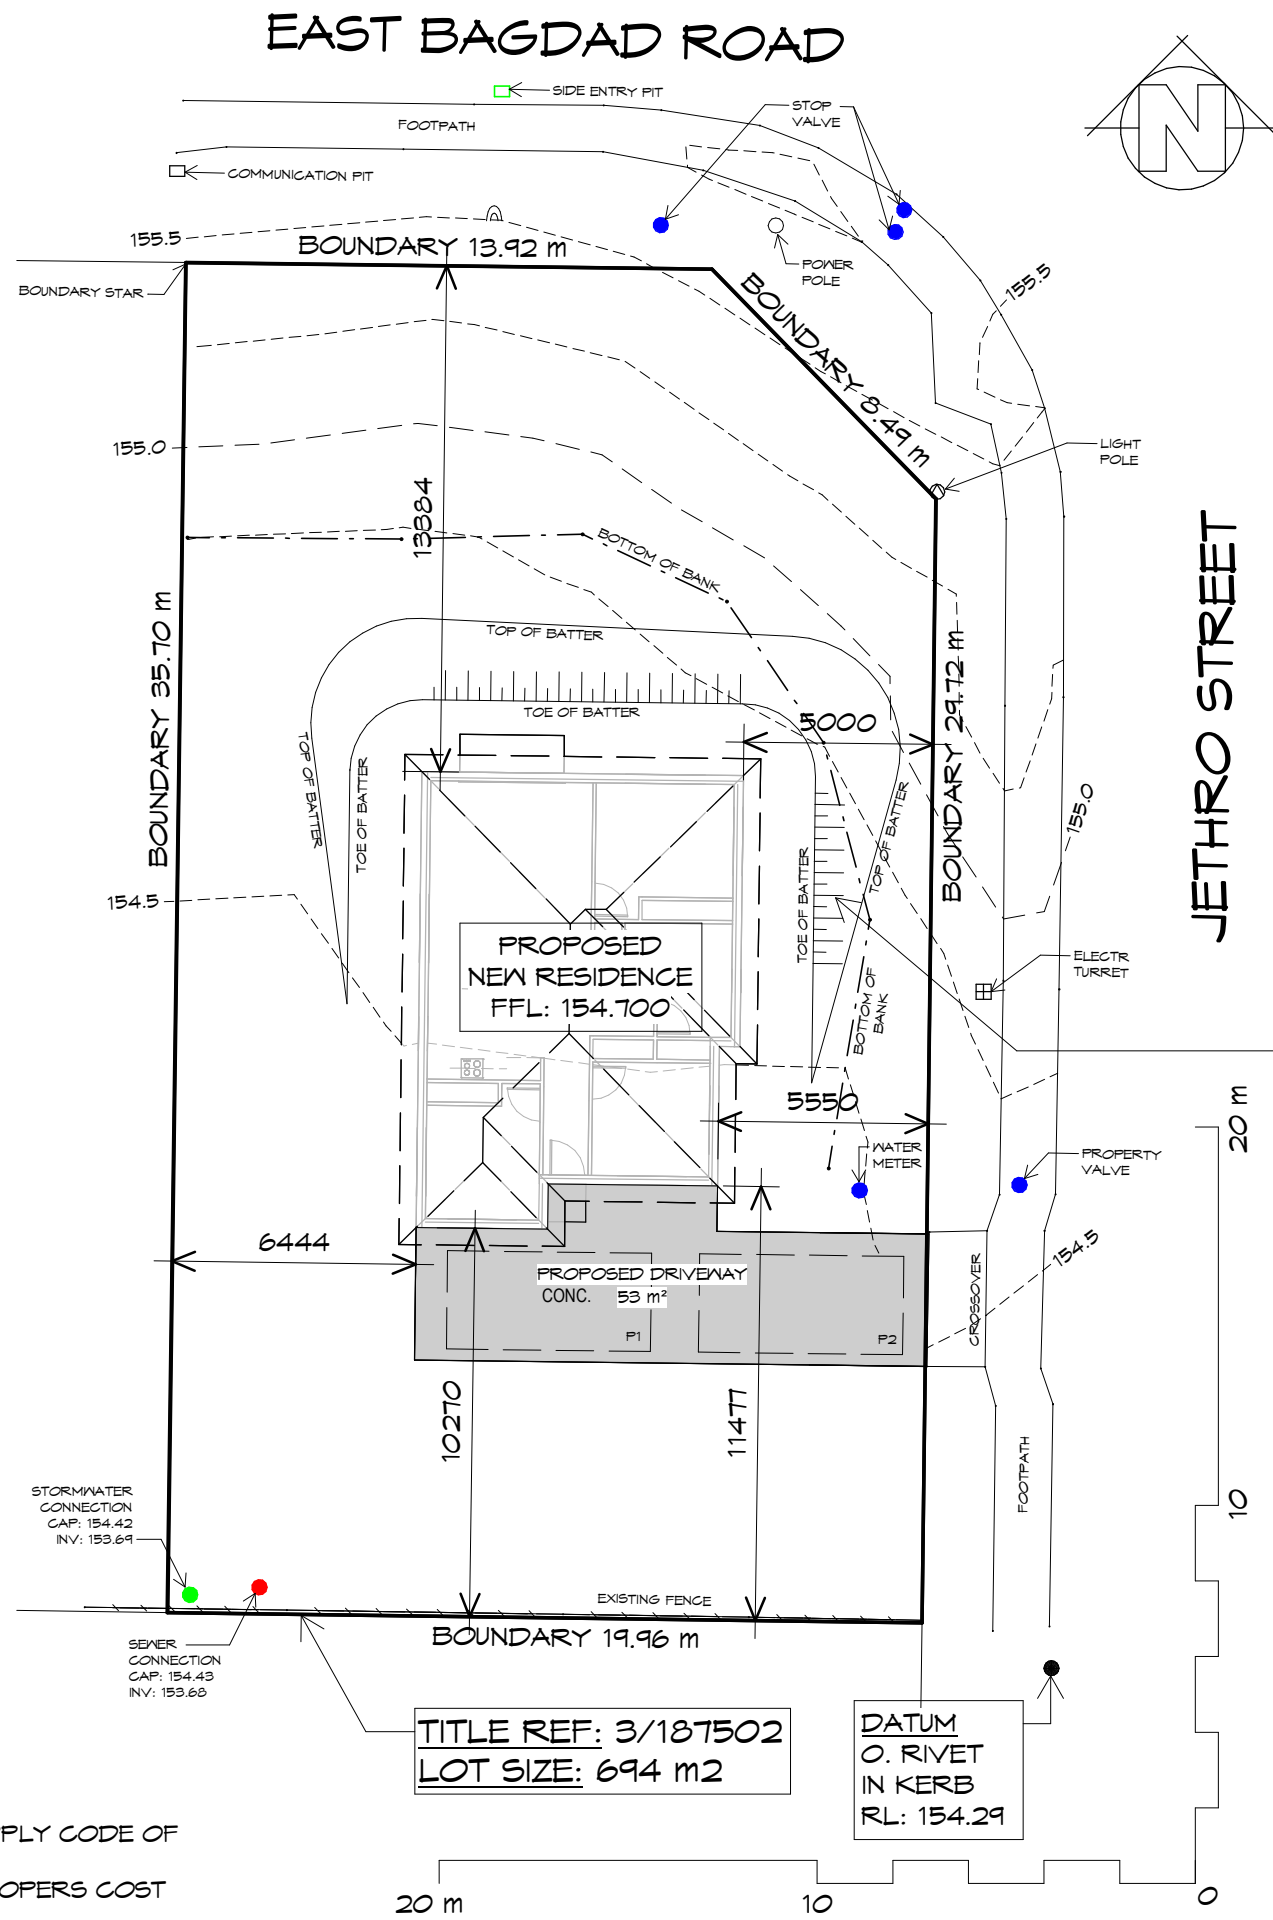 EAST BAGDAD ROAD
SIDE ENTRY PIT
STOP
VALVE
FOOTPATH
N
COMMUNICATION PIT
155.5
BOUNDARY 13.92 m
POWER
POLE
155.5
BOUNDARY STAR
BOUNDARY 8.49 m
155.0
LIGHT
POLE
13884
BOTTOM OF BANK
JETHRO STREET
BOUNDARY 35.70 m
TOP OF BATTER
BOUNDARY 29.72 m
TOE OF BATTER
5000
TOP OF BATTER
TOE OF BATTER
TOP OF BATTER
155.0
TOE OF BATTER
154.5
PROPOSED
NEW RESIDENCE
FFL: 154.700
ELECTR
TURRET
BOTTOM OF
BANK
5550
20 m
WATER
METER
PROPERTY
VALVE
6444
154.5
PROPOSED DRIVEWAY
CONC. 53 m²
CROSSOVER
P1
P2
10270
11477
FOOTPATH
10
STORMWATER
CONNECTION
CAP: 154.42
INV: 153.69
EXISTING FENCE
BOUNDARY 19.96 m
SEWER
CONNECTION
CAP: 154.43
INV: 153.68
TITLE REF: 3/187502
LOT SIZE: 694 m2
DATUM
O. RIVET
IN KERB
RL: 154.29
PLY CODE OF
OPERS COST
20 m
10
0